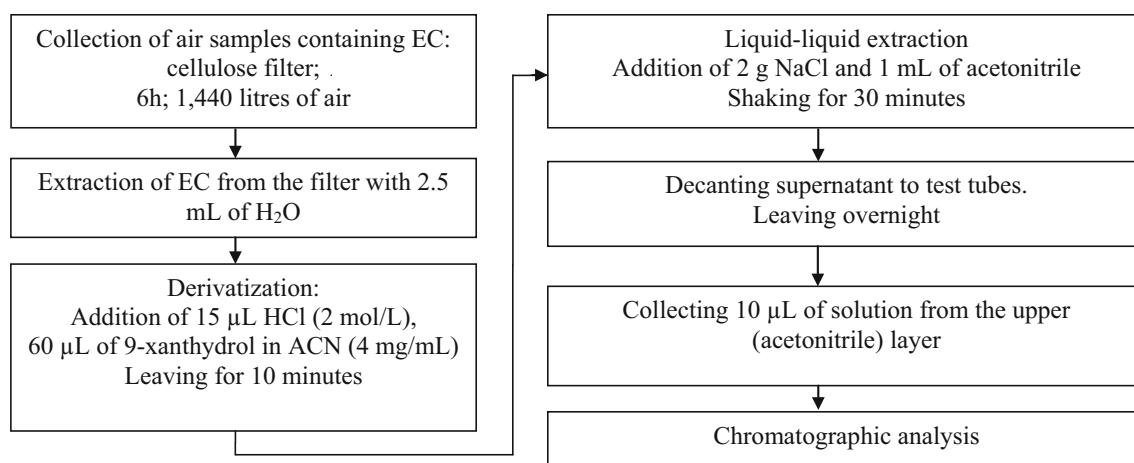 Collection of air samples containing EC:
cellulose filter; .
6h; 1,440 litres of air
Extraction of EC from the filter with 2.5
mL of H₂O
Derivatization:
Addition of 15 µL HCl (2 mol/L),
60 µL of 9-xanthydrol in ACN (4 mg/mL)
Leaving for 10 minutes
Liquid-liquid extraction
Addition of 2 g NaCl and 1 mL of acetonitrile
Shaking for 30 minutes
Decanting supernatant to test tubes.
Leaving overnight
Collecting 10 µL of solution from the upper
(acetonitrile) layer
Chromatographic analysis